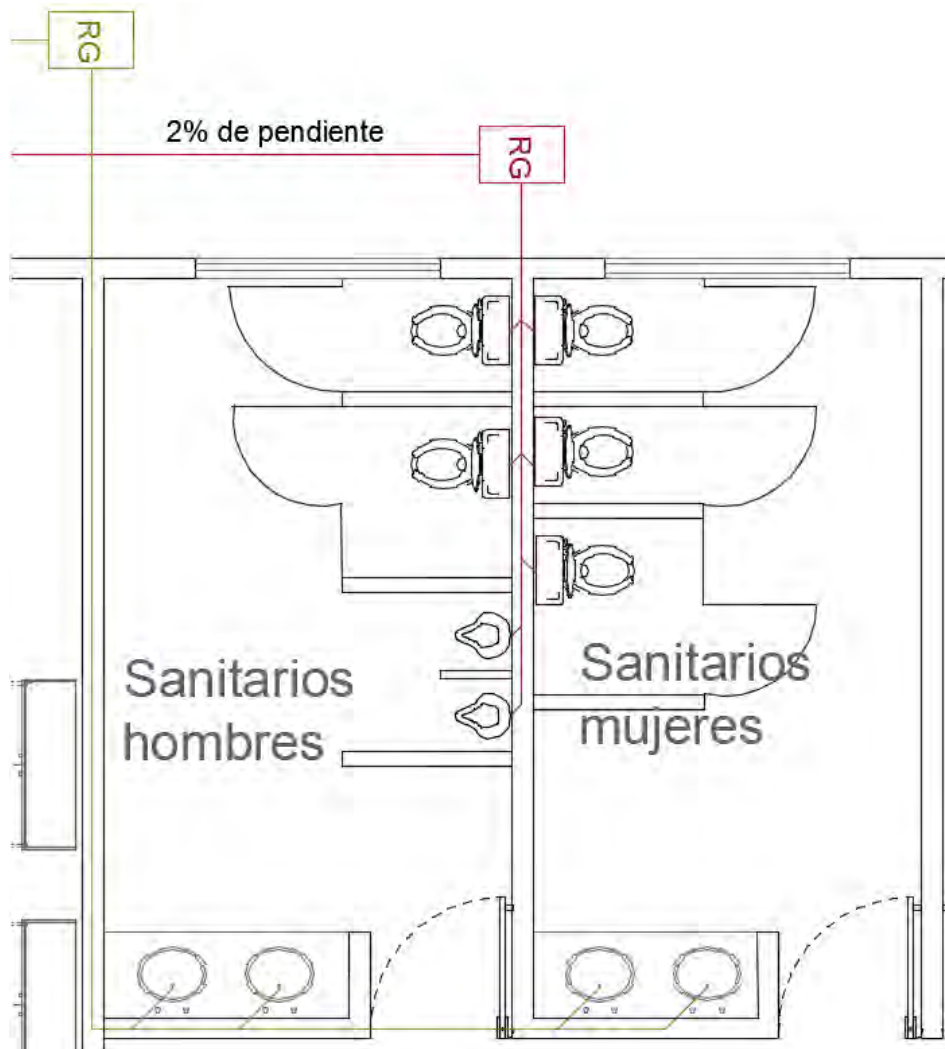 RG
2% de pendiente
RG
Sanitarios
hombres
Sanitarios
mujeres